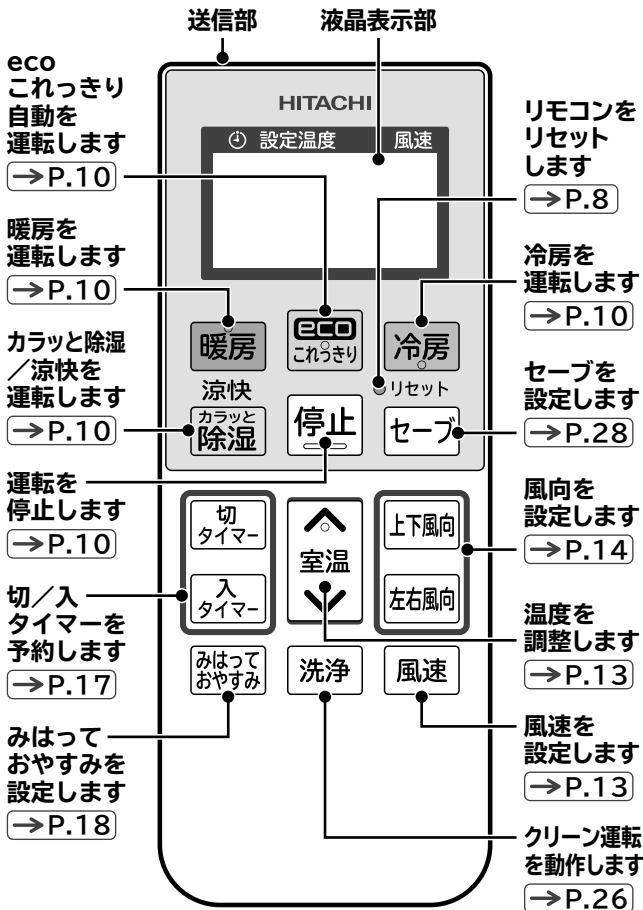 送信部
液晶表示部
eco
これっきり
自動を
運転します
→P.10
暖房を
運転します
→P.10
カラッと除湿
／涼快を
運転します
→P.10
運転を
停止します
→P.10
切／入
タイマーを
予約します
→P.17
みはって
おやすみを
設定します
→P.18
HITACHI
設定温度 風速
暖房
eco
これっきり
冷房
涼快
リセット
カラッと
除湿
停止
セーブ
切
タイマー
室温
上下風向
入
タイマー
左右風向
みはって
おやすみ
洗浄
風速
リモコンを
リセット
します
→P.8
冷房を
運転します
→P.10
セーブを
設定します
→P.28
風向を
設定します
→P.14
温度を
調整します
→P.13
風速を
設定します
→P.13
クリーン運転
を動作します
→P.26